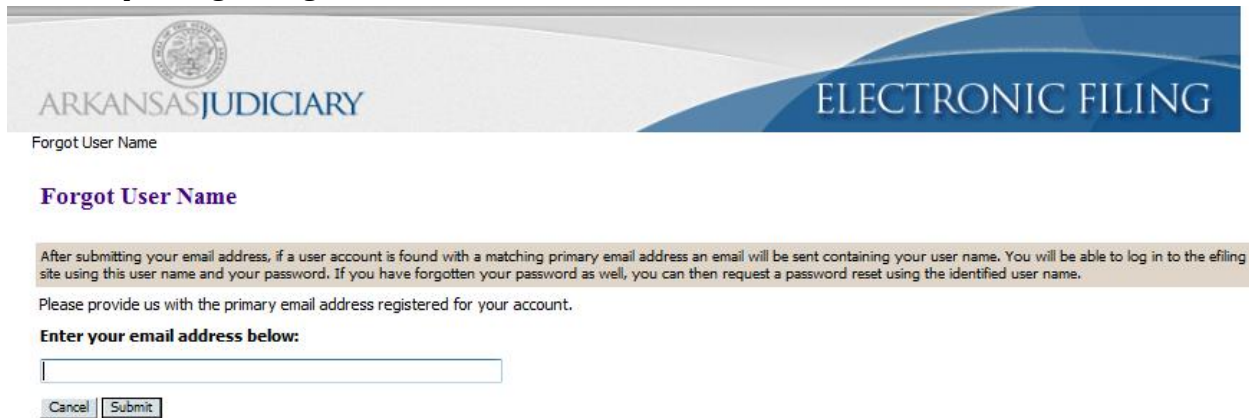 ARKANSASJUDICIARY
ELECTRONIC FILING
Forgot User Name
Forgot User Name
After submitting your email address, if a user account is found with a matching primary email address an email will be sent containing your user name. You will be able to log in to the efiling
site using this user name and your password. If you have forgotten your password as well, you can then request a password reset using the identified user name.
Please provide us with the primary email address registered for your account.
Enter your email address below:
Cancel Submit